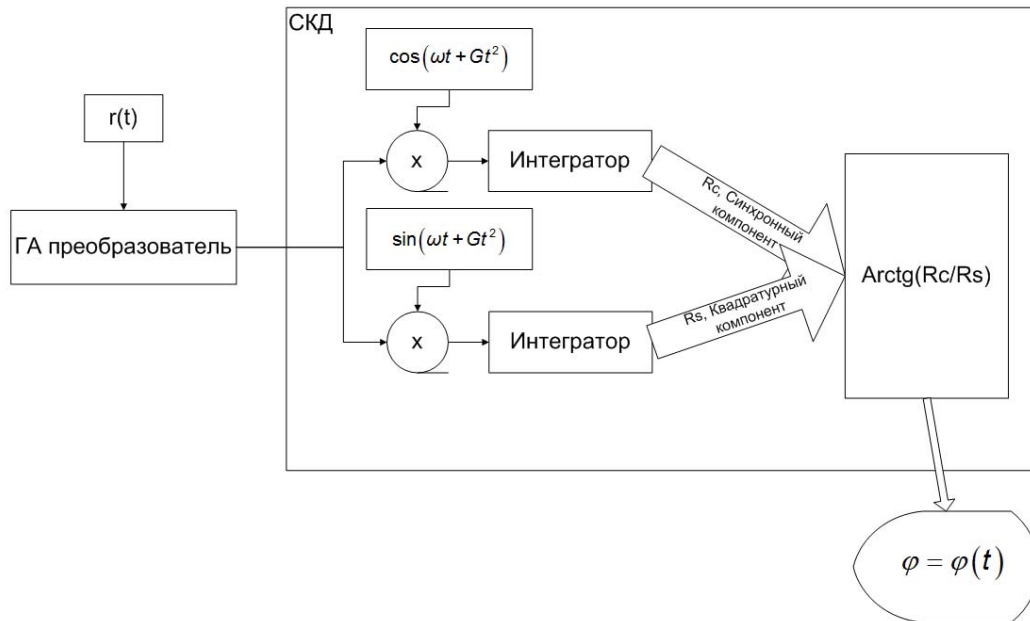 СКД
cos(ωt + Gt²)
r(t)
x
Интегратор
Rc, Синхронный
компонент
ГА преобразователь
sin(ωt + Gt²)
Arctg(Rc/Rs)
Rs, Квадратурный
компонент
x
Интегратор
φ = φ(t)